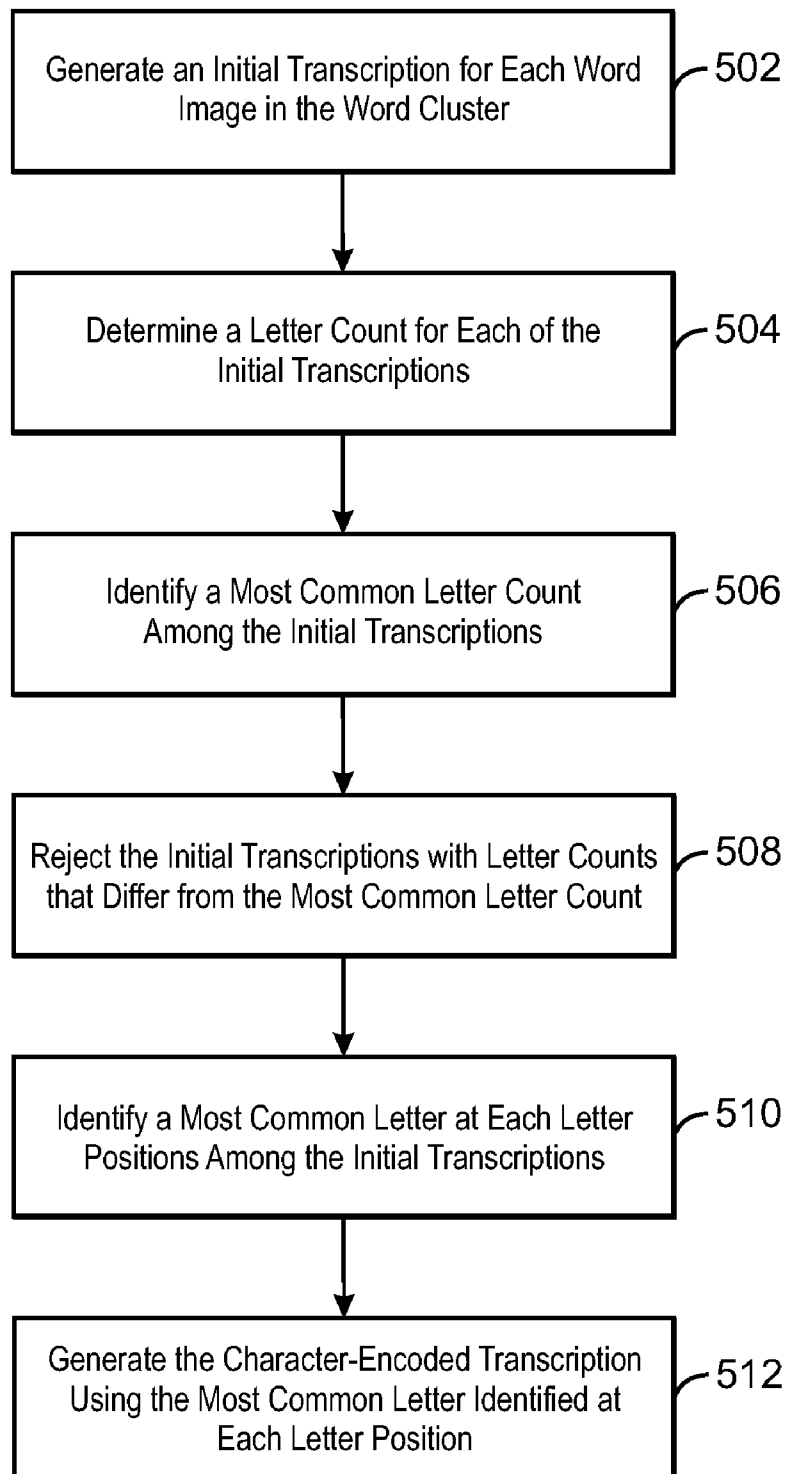 Generate an Initial Transcription for Each Word
Image in the Word Cluster
502
Determine a Letter Count for Each of the
Initial Transcriptions
504
Identify a Most Common Letter Count
Among the Initial Transcriptions
506
Reject the Initial Transcriptions with Letter Counts
that Differ from the Most Common Letter Count
508
Identify a Most Common Letter at Each Letter
Positions Among the Initial Transcriptions
510
Generate the Character-Encoded Transcription
Using the Most Common Letter Identified at
Each Letter Position
512